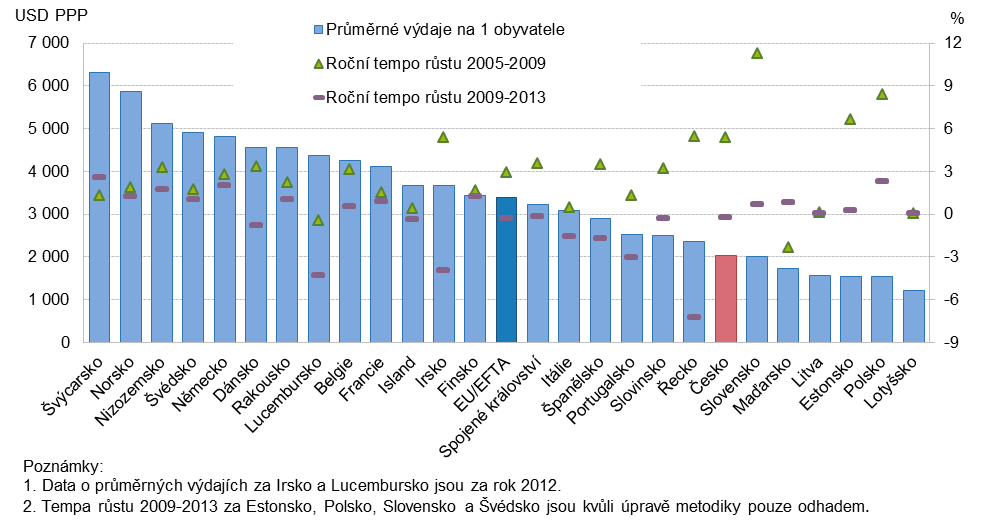 USD PPP
%
Průměrné výdaje na 1 obyvatele
Roční tempo růstu 2005-2009
Roční tempo růstu 2009-2013
7 000
6 000
5 000
4 000
3 000
2 000
1 000
0
12
9
6
3
0
-3
-6
-9
Švýcarsko
Norsko
Nizozemsko
Švédsko
Německo
Dánsko
Rakousko
Lucembursko
Belgie
Francie
Island
Irsko
Finsko
EU/EFTA
Spojené království
Itálie
Španělsko
Portugalsko
Slovinsko
Řecko
Česko
Slovensko
Maďarsko
Litva
Estonsko
Polsko
Lotyšsko
Poznámky:
1. Data o průměrných výdajích za Irsko a Lucembursko jsou za rok 2012.
2. Tempa růstu 2009-2013 za Estonsko, Polsko, Slovensko a Švédsko jsou kvůli úpravě metodiky pouze odhadem.